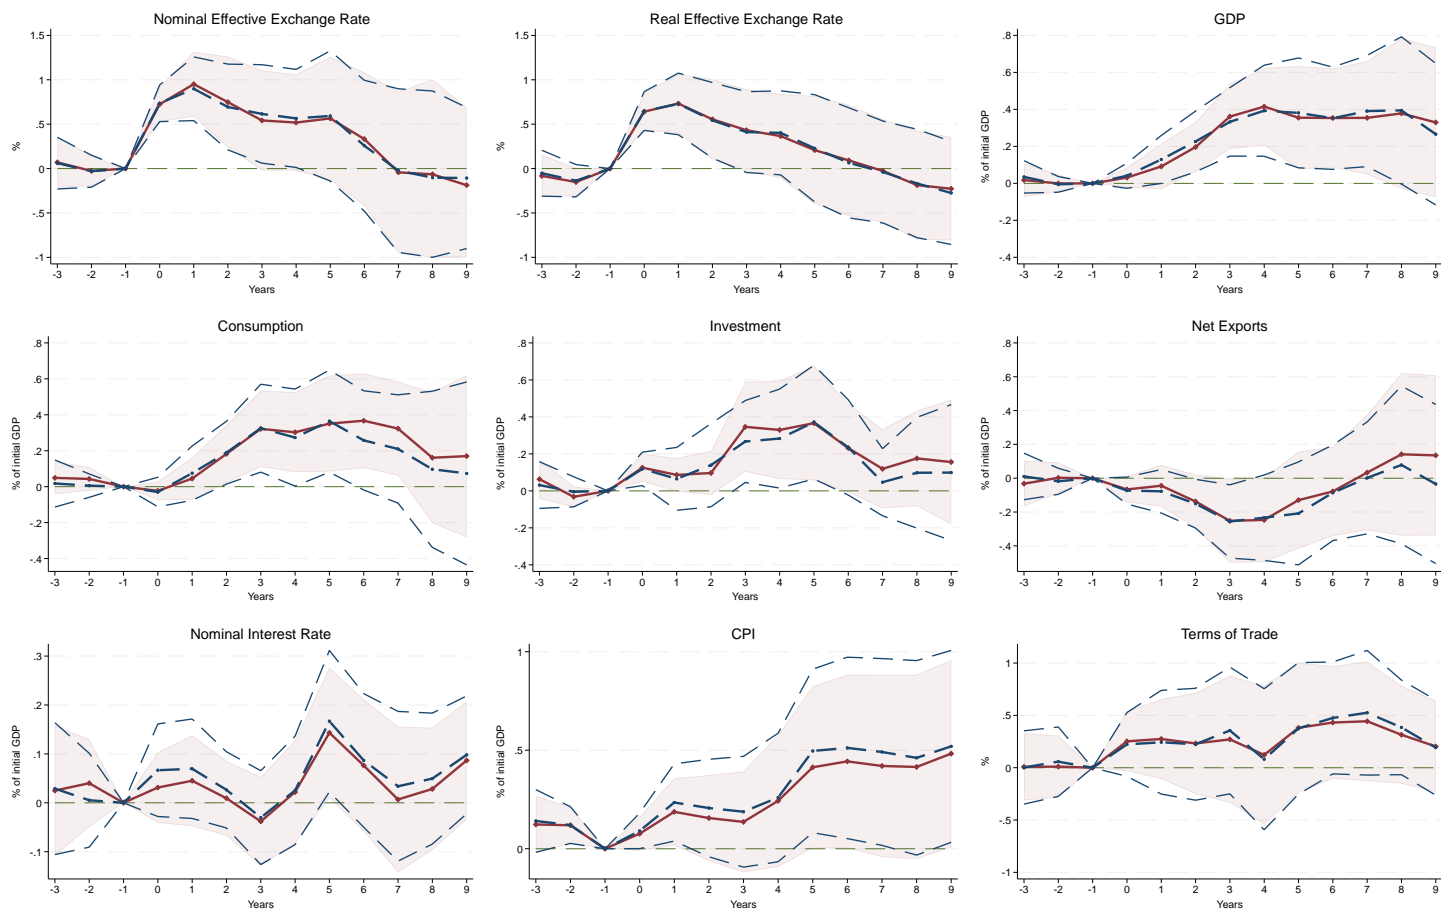 Nominal Effective Exchange Rate
1.5
1
.5
0
-.5
-1
%
-3 -2 -1 0 1 2 3 4 5 6 7 8 9
Years
Real Effective Exchange Rate
1.5
1
.5
0
-.5
-1
%
-3 -2 -1 0 1 2 3 4 5 6 7 8 9
Years
GDP
.8
.6
.4
.2
0
-.2
-.4
% of initial GDP
-3 -2 -1 0 1 2 3 4 5 6 7 8 9
Years
Consumption
.8
.6
.4
.2
0
-.2
-.4
% of initial GDP
-3 -2 -1 0 1 2 3 4 5 6 7 8 9
Years
Investment
.8
.6
.4
.2
0
-.2
-.4
% of initial GDP
-3 -2 -1 0 1 2 3 4 5 6 7 8 9
Years
Net Exports
.8
.6
.4
.2
0
-.2
-.4
% of initial GDP
-3 -2 -1 0 1 2 3 4 5 6 7 8 9
Years
Nominal Interest Rate
.3
.2
.1
0
-.1
% of initial GDP
-3 -2 -1 0 1 2 3 4 5 6 7 8 9
Years
CPI
1
.5
0
% of initial GDP
-3 -2 -1 0 1 2 3 4 5 6 7 8 9
Years
Terms of Trade
1
.5
0
-.5
-1
%
-3 -2 -1 0 1 2 3 4 5 6 7 8 9
Years